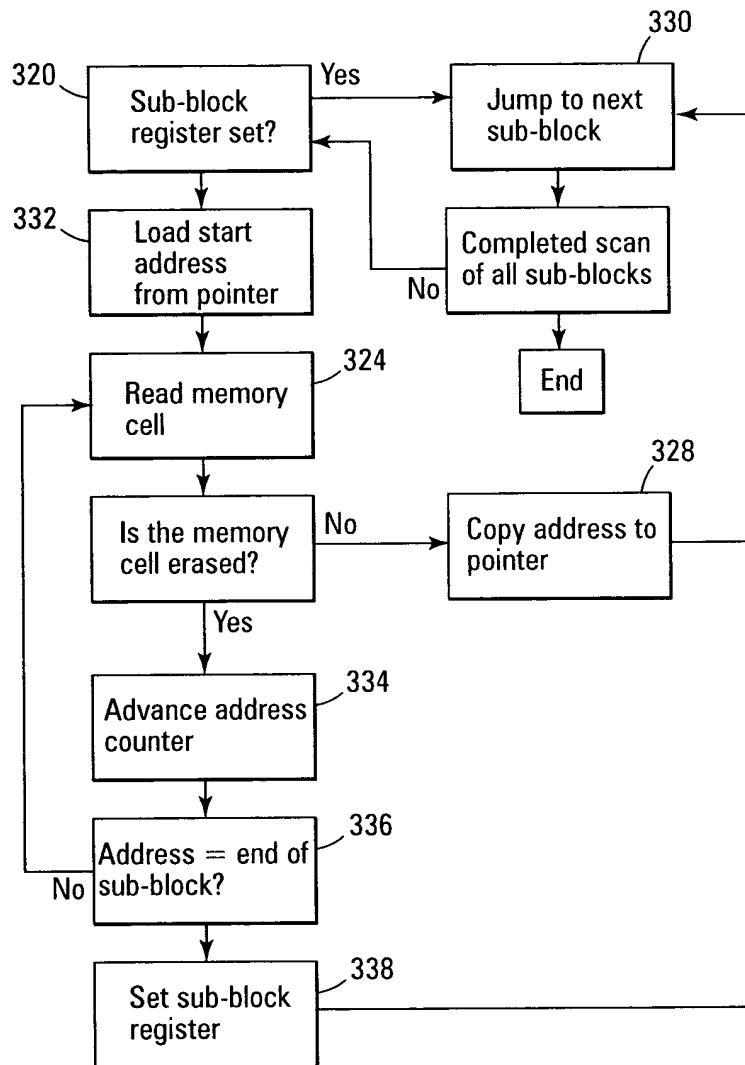 330
320
Yes
Sub-block
register set?
Jump to next
sub-block
332
Load start
address
from pointer
Completed scan
of all sub-blocks
No
324
Read memory
cell
End
328
Is the memory
cell erased?
No
Copy address to
pointer
Yes
334
Advance address
counter
336
Address = end of
sub-block?
No
338
Set sub-block
register